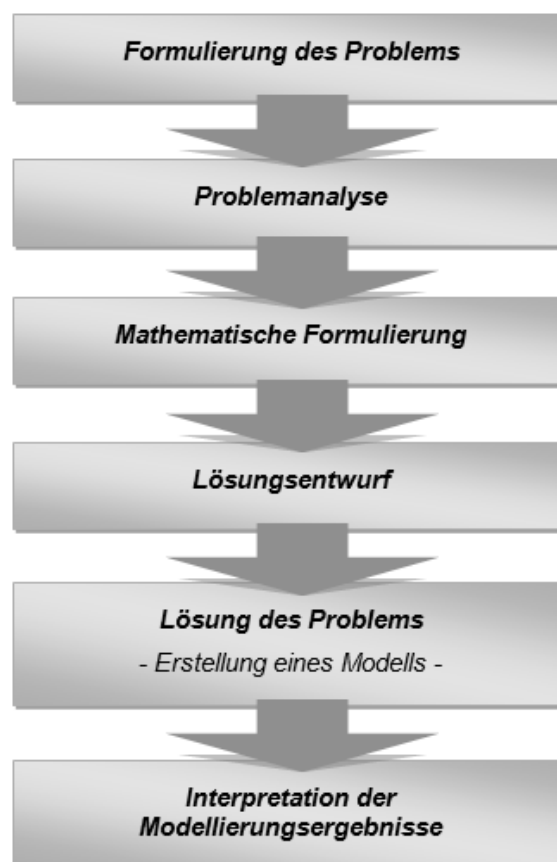 Formulierung des Problems
Problemanalyse
Mathematische Formulierung
Lösungsentwurf
Lösung des Problems
- Erstellung eines Modells -
Interpretation der
Modellierungsergebnisse